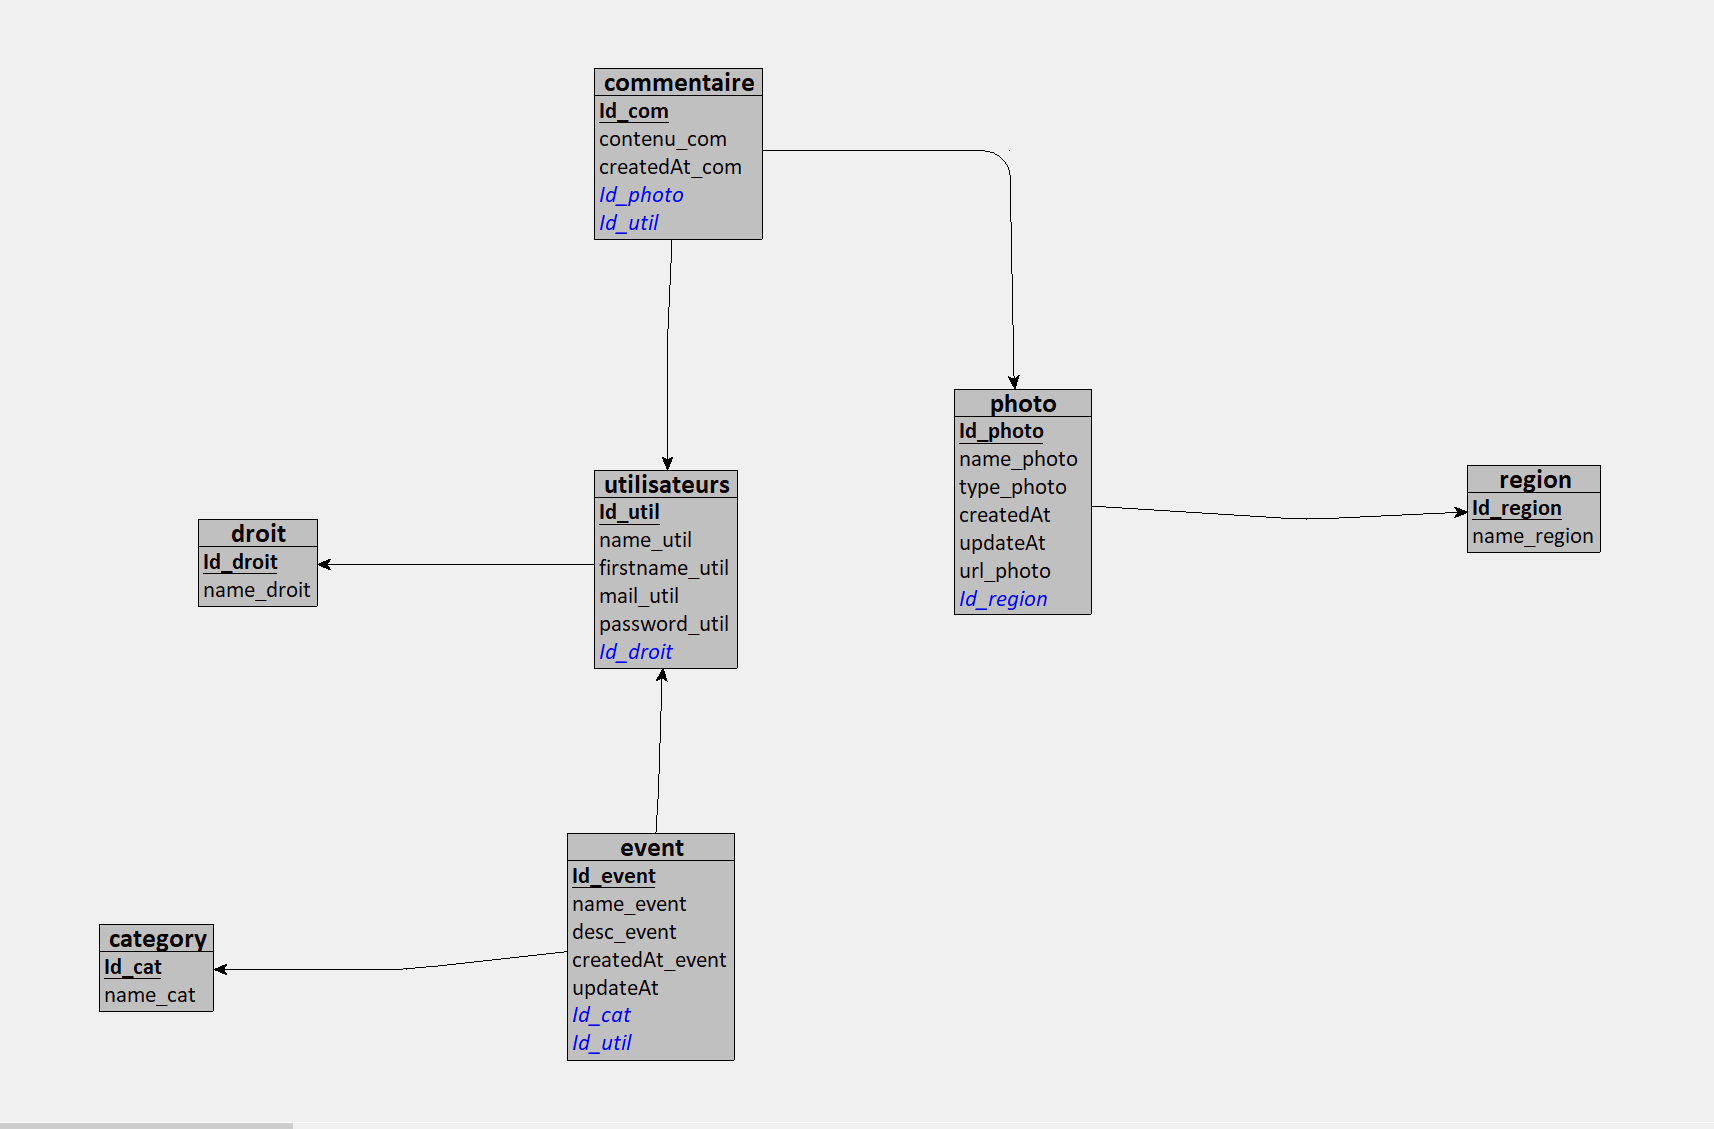 commentaire
Id_com
contenu_com
createdAt_com
Id_photo
Id_util
photo
Id_photo
name_photo
type_photo
createdAt
updateAt
url_photo
Id_region
region
Id_region
name_region
utilisateurs
Id_util
name_util
firstname_util
mail_util
password_util
Id_droit
droit
Id_droit
name_droit
event
Id_event
name_event
desc_event
createdAt_event
updateAt
Id_cat
Id_util
category
Id_cat
name_cat